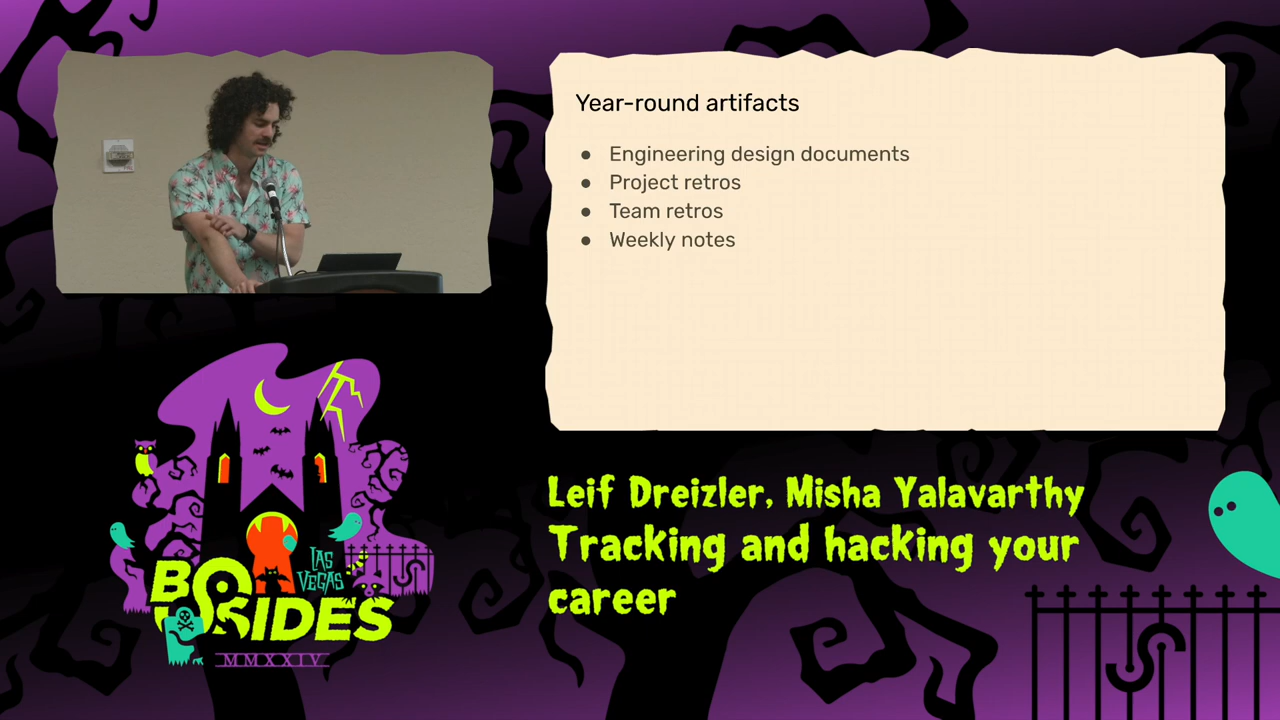 Year-round artifacts
Engineering design documents
Project retros
Team retros
Weekly notes
Leif Dreizler, Misha Yalavarthy
Tracking and hacking your
career
LAS
VEGAS
BSIDES
MMXXIV